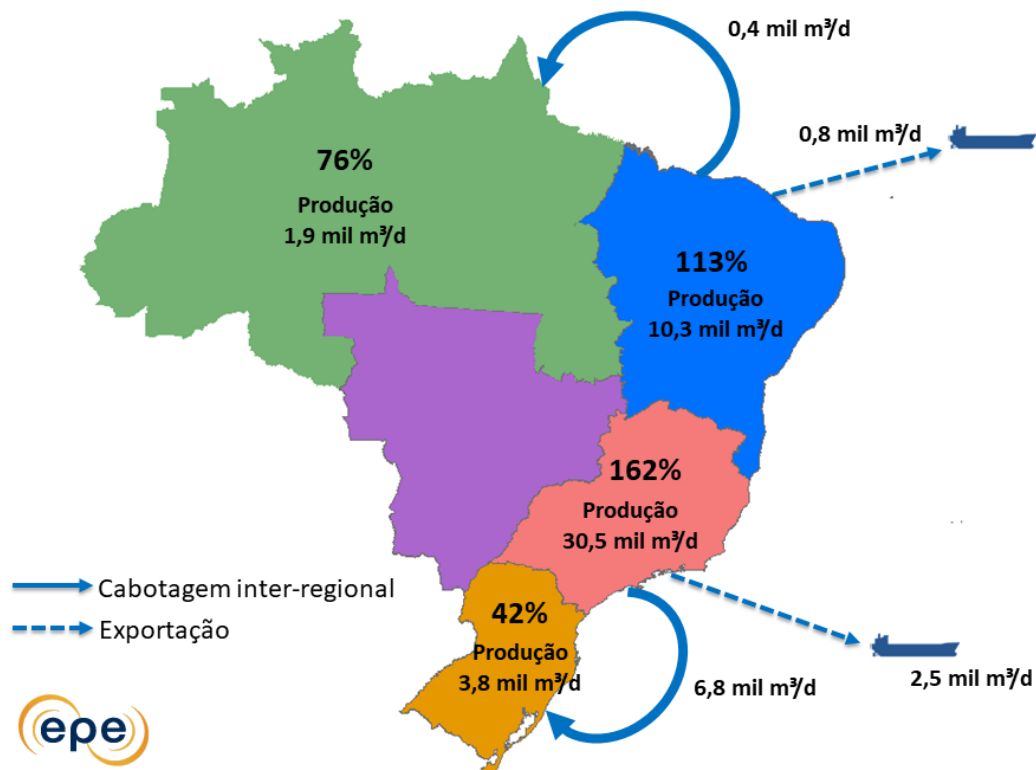 0,4 mil m³/d
0,8 mil m³/d
76%
Produção
1,9 mil m³/d
113%
Produção
10,3 mil m³/d
162%
Produção
30,5 mil m³/d
Cabotagem inter-regional
Exportação
42%
Produção
3,8 mil m³/d
6,8 mil m³/d
2,5 mil m³/d
epe